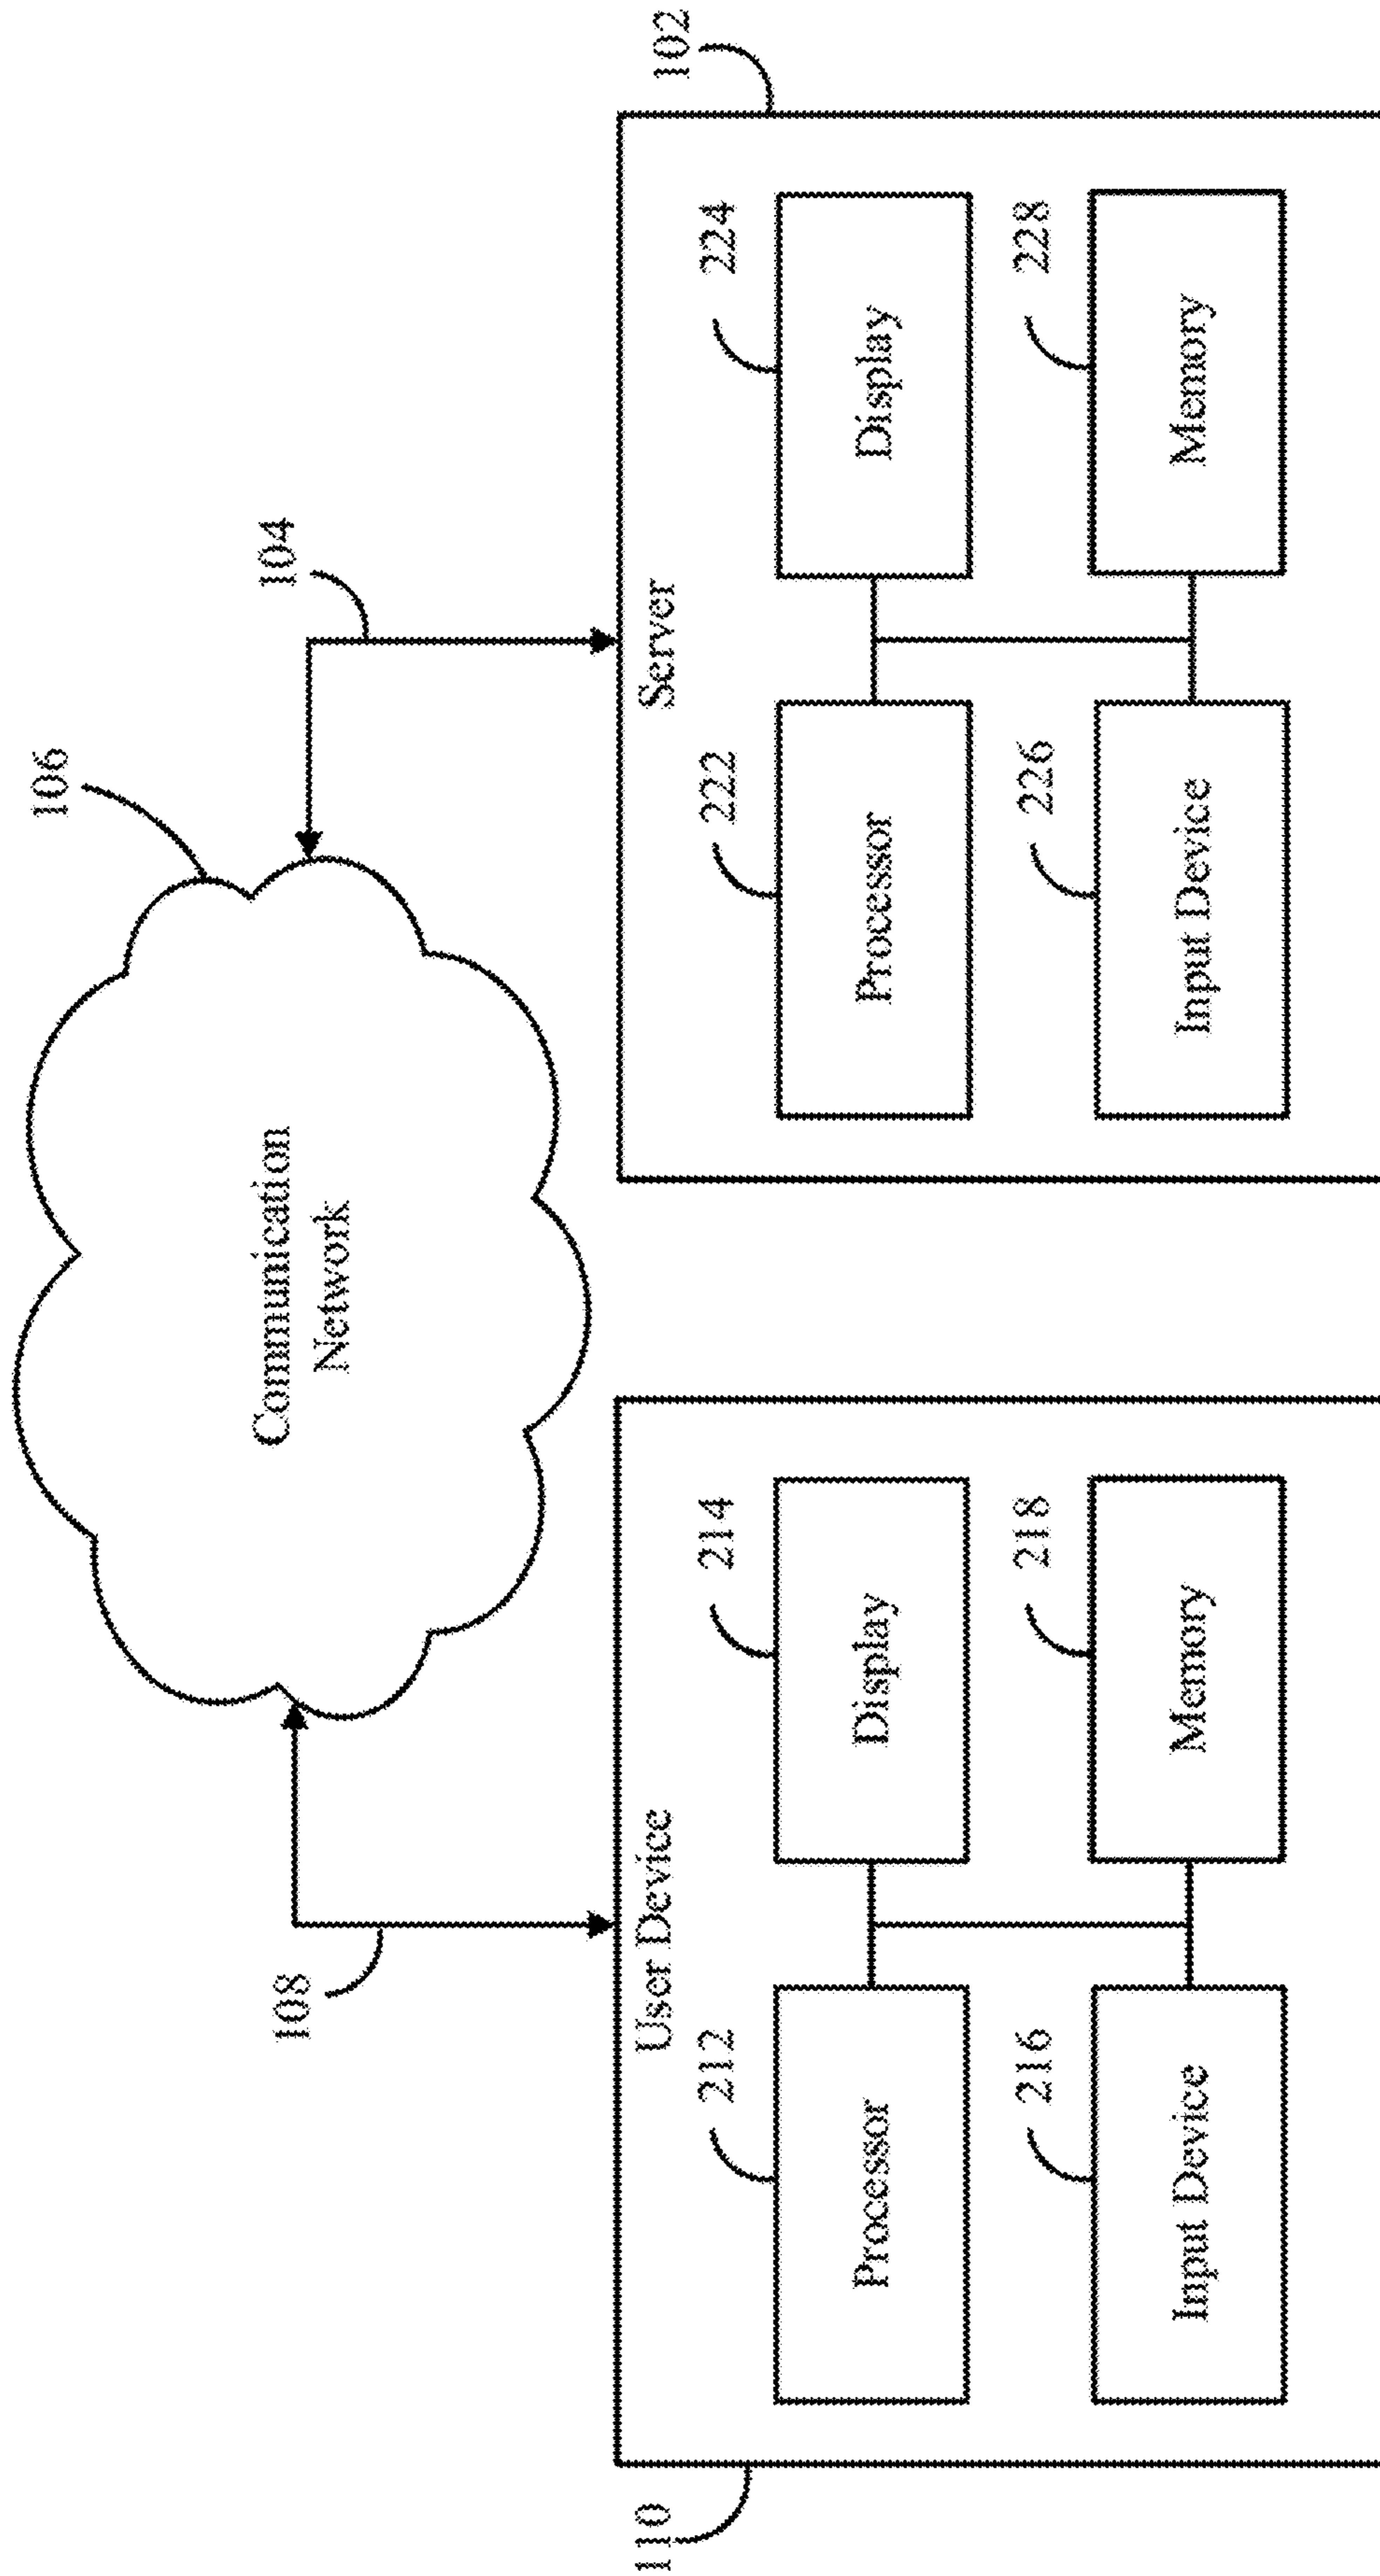 106
Communication
Network
104
108
102
Server
222
Processor
224
Display
226
Input Device
228
Memory
110
User Device
212
Processor
214
Display
216
Input Device
218
Memory